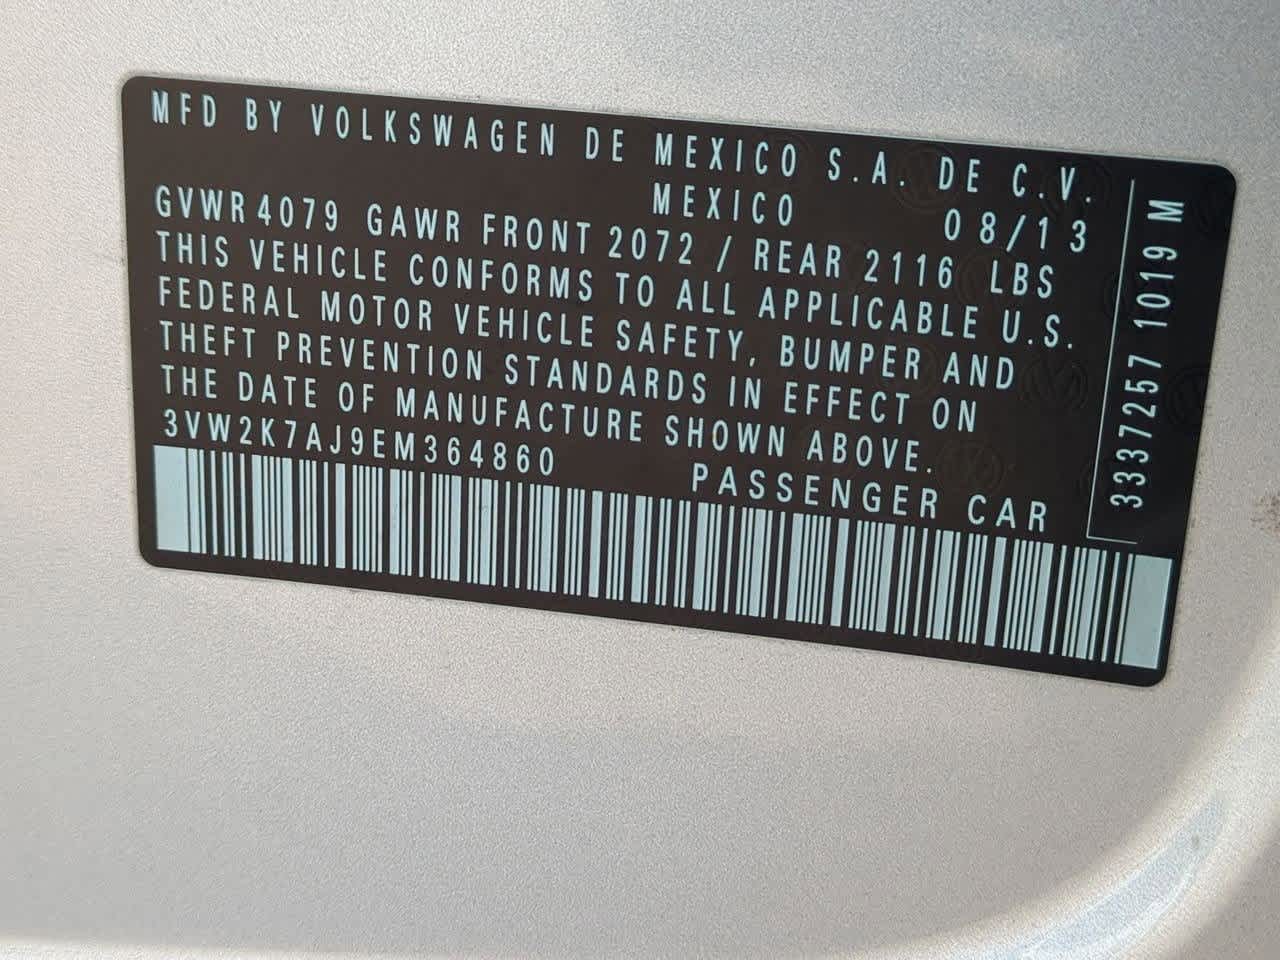 MFD BY VOLKSWAGEN DE MEXICO S.A. DE C.V.
MEXICO 08/13
GVWR 4079 GAWR FRONT 2072 / REAR 2116 LBS
THIS VEHICLE CONFORMS TO ALL APPLICABLE U.S.
FEDERAL MOTOR VEHICLE SAFETY, BUMPER AND
THEFT PREVENTION STANDARDS IN EFFECT ON
THE DATE OF MANUFACTURE SHOWN ABOVE.
3VW2K7AJ9EM364860 PASSENGER CAR
3337257 1019 M